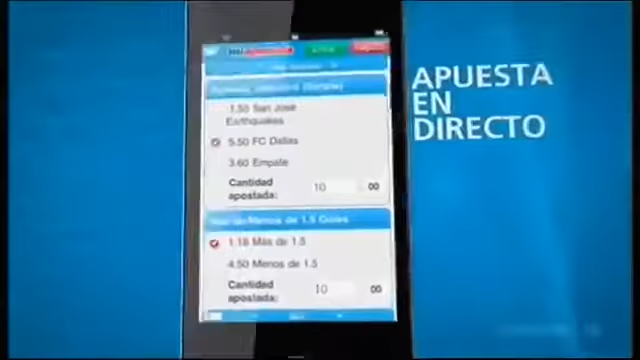 APUESTA
EN
DIRECTO
1.50 San José
Earthquakes
5.50 FC Dallas
3.60 Empate
Cantidad
apostada:
10 00
Menos de 1.5 Goles
1.18 Más de 1.5
4.50 Menos de 1.5
Cantidad
apostada:
10 00